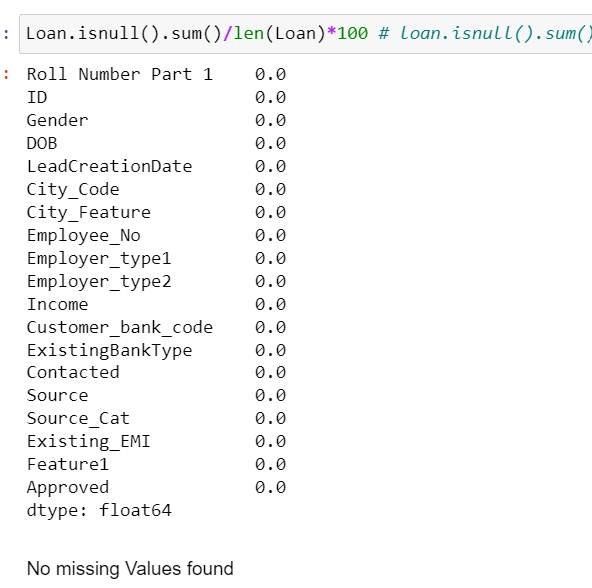 : Loan.isnull().sum()/len(Loan)*100 # loan.isnull().sum()
: Roll Number Part 1 0.0
ID 0.0
Gender 0.0
DOB 0.0
LeadCreationDate 0.0
City_Code 0.0
City_Feature 0.0
Employee_No 0.0
Employer_type1 0.0
Employer_type2 0.0
Income 0.0
Customer_bank_code 0.0
ExistingBankType 0.0
Contacted 0.0
Source 0.0
Source_Cat 0.0
Existing_EMI 0.0
Feature1 0.0
Approved 0.0
dtype: float64
No missing Values found